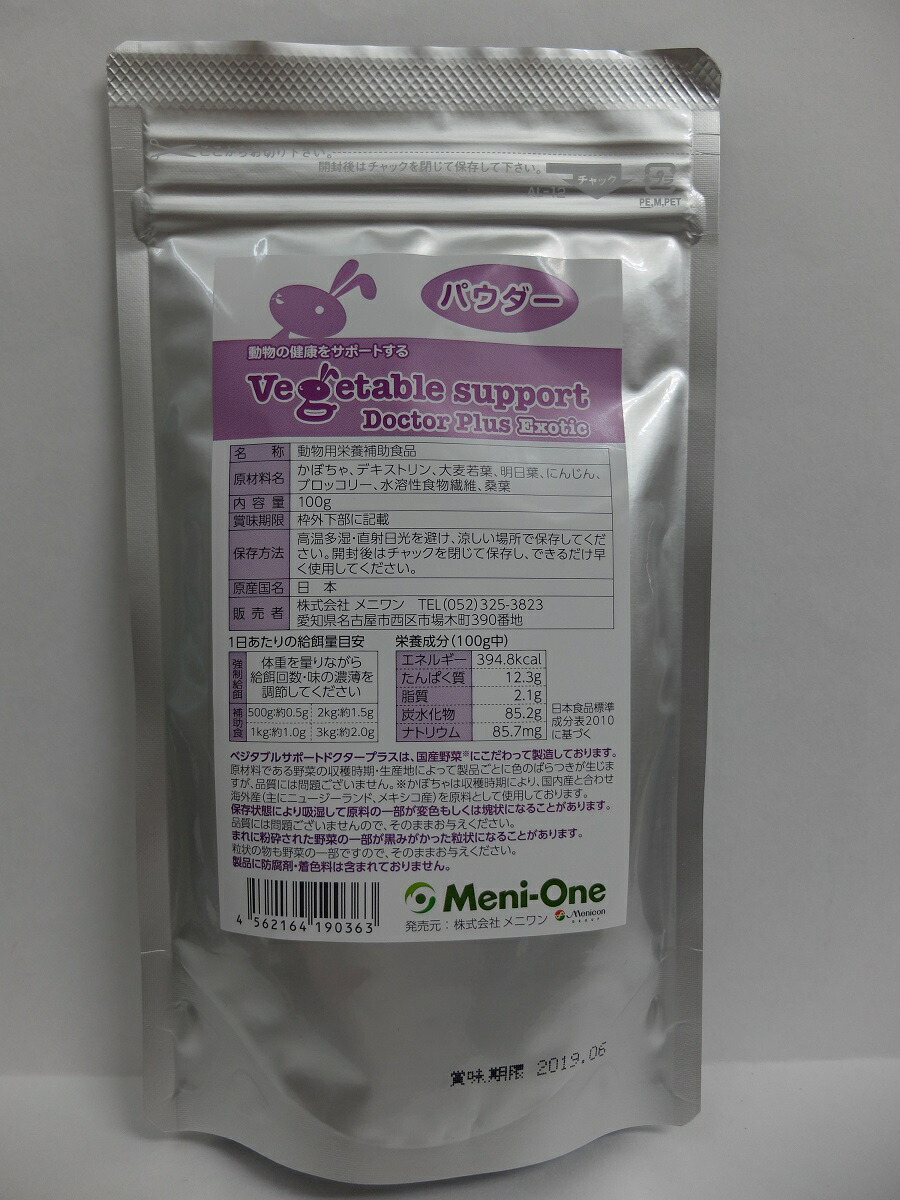 ここからお切り下さい。
開封後はチャックを閉じて保存して下さい。
AL-12
チャック
PE,M,PET
パウダー
動物の健康をサポートする
Vegetable support
Doctor Plus Exotic
名 称 動物用栄養補助食品
原材料名 かぼちゃ、デキストリン、大麦若葉、明日葉、にんじん、
ブロッコリー、水溶性食物繊維、桑葉
内容量 100g
賞味期限 枠外下部に記載
保存方法 高温多湿・直射日光を避け、涼しい場所で保存してくだ
さい。開封後はチャックを閉じて保存し、できるだけ早
く使用してください。
原産国名 日 本
販売者 株式会社 メニワン TEL(052)325-3823
愛知県名古屋市西区市場木町390番地
1日あたりの給餌量目安
強制給餌 体重を量りながら
給餌回数・味の濃薄を
調節してください
補助食 500g:約0.5g 2kg:約1.5g
1kg:約1.0g 3kg:約2.0g
栄養成分(100g中)
エネルギー 394.8kcal
たんぱく質 12.3g
脂質 2.1g
炭水化物 85.2g
ナトリウム 85.7mg
日本食品標準
成分表2010
に基づく
ベジタブルサポートドクタープラスは、国産野菜※にこだわって製造しております。
原材料である野菜の収穫時期・生産地によって製品ごとに色のばらつきが生じま
すが、品質には問題ございません。※かぼちゃは収穫時期により、国内産と合わせ
海外産(主にニュージーランド、メキシコ産)を原料として使用しております。
保存状態により吸湿して原料の一部が変色もしくは塊状になることがあります。
品質には問題ございませんので、そのままお与えください。
まれに粉砕された野菜の一部が黒みがかった粒状になることがあります。
粒状の物も野菜の一部ですので、そのままお与えください。
製品に防腐剤・着色料は含まれておりません。
4 562164 190363
Meni-One
Menicon
発売元:株式会社 メニワン
賞味期限 2019.06